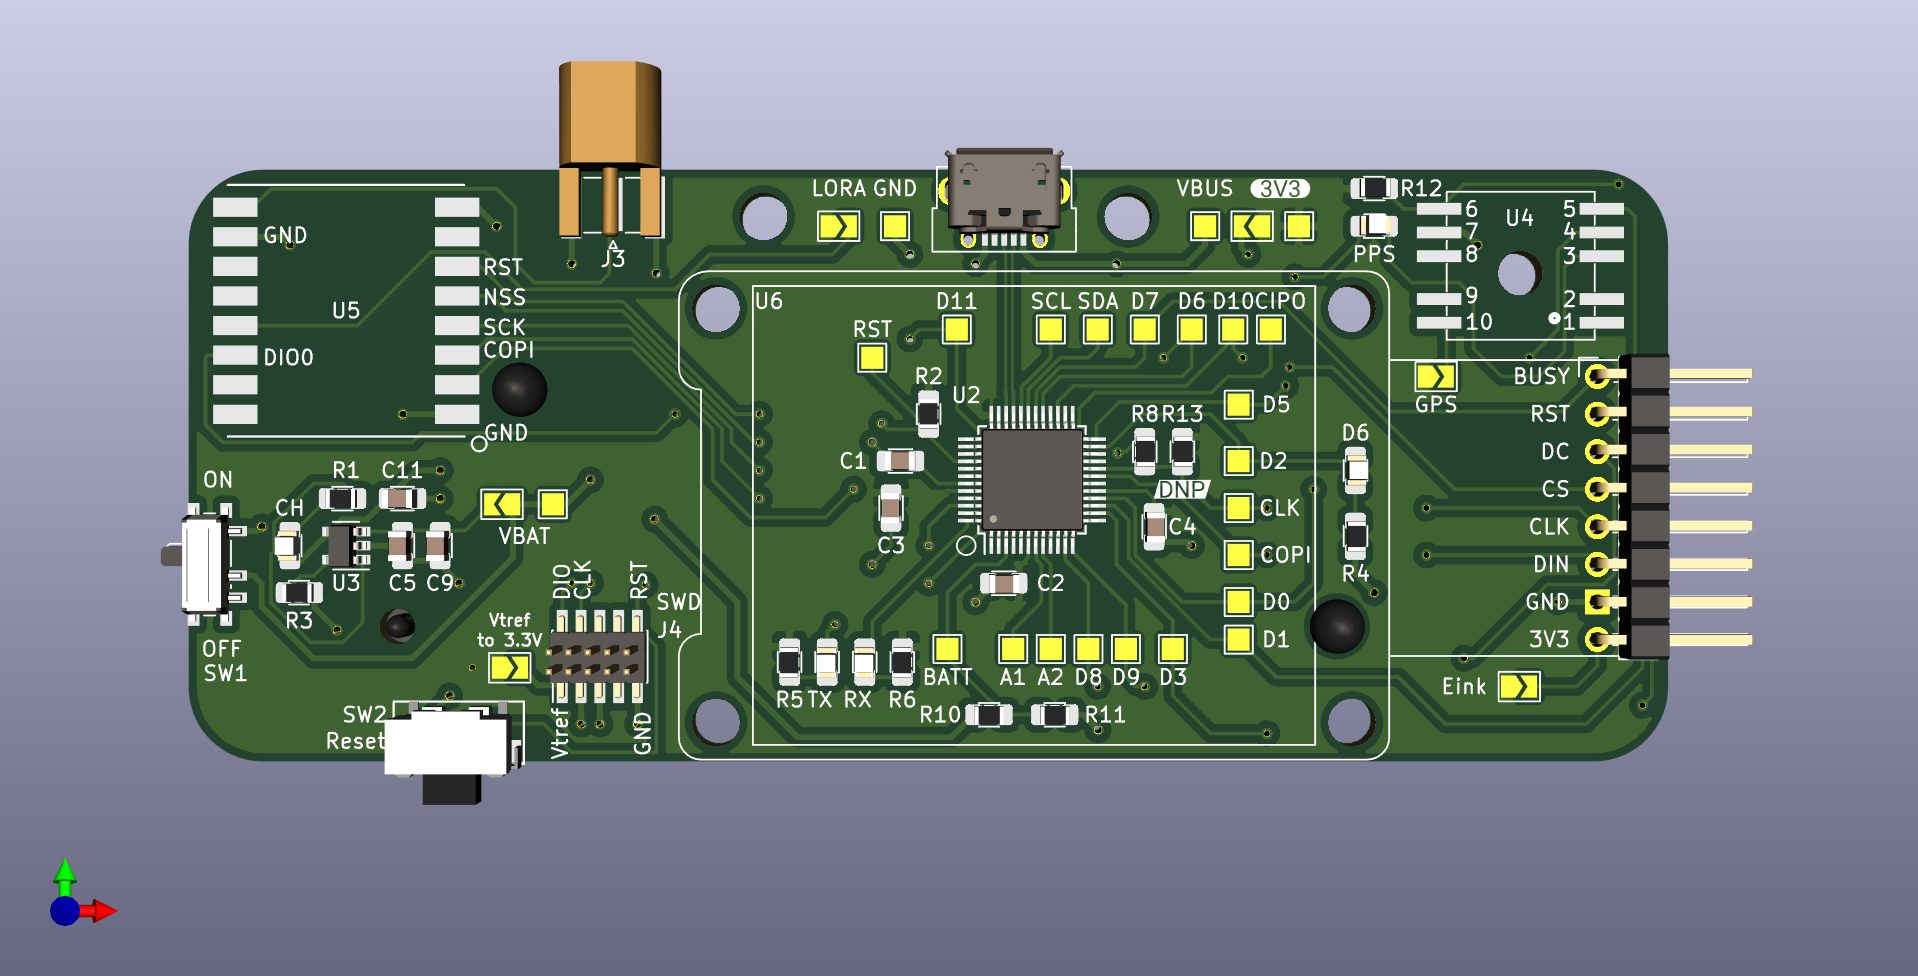 LORA GND
VBUS 3V3
R12
J3
PPS
6
7
8
9
10
U4
5
4
3
2
1
GND
RST
NSS
SCK
COPI
U5
DIO0
GND
U6
D11
SCL SDA D7 D6 D10 CIPO
RST
R2
U2
R8 R13
D5
C1
D2
DNP
CLK
C3
C4
COPI
C2
D0
D1
D6
R4
GPS
BUSY
RST
DC
CS
CLK
DIN
GND
3V3
Eink
ON
R1 C11
CH
VBAT
U3 C5 C9
R3
OFF
SW1
DIO
CLK
RST
SWD
J4
Vtref
to 3.3V
SW2
Reset
Vtref
GND
R5 TX RX R6
BATT A1 A2 D8 D9 D3
R10 R11